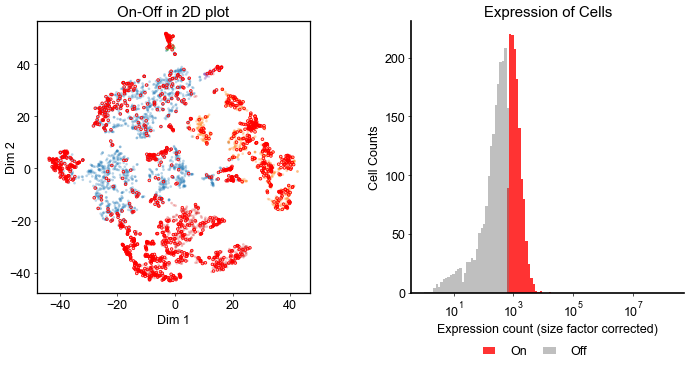 On-Off in 2D plot
40
20
0
−20
−40
−40 −20 0 20 40
Dim 1
Dim 2
Expression of Cells
200
150
100
50
0
10^1 10^3 10^5 10^7
Cell Counts
Expression count (size factor corrected)
On Off